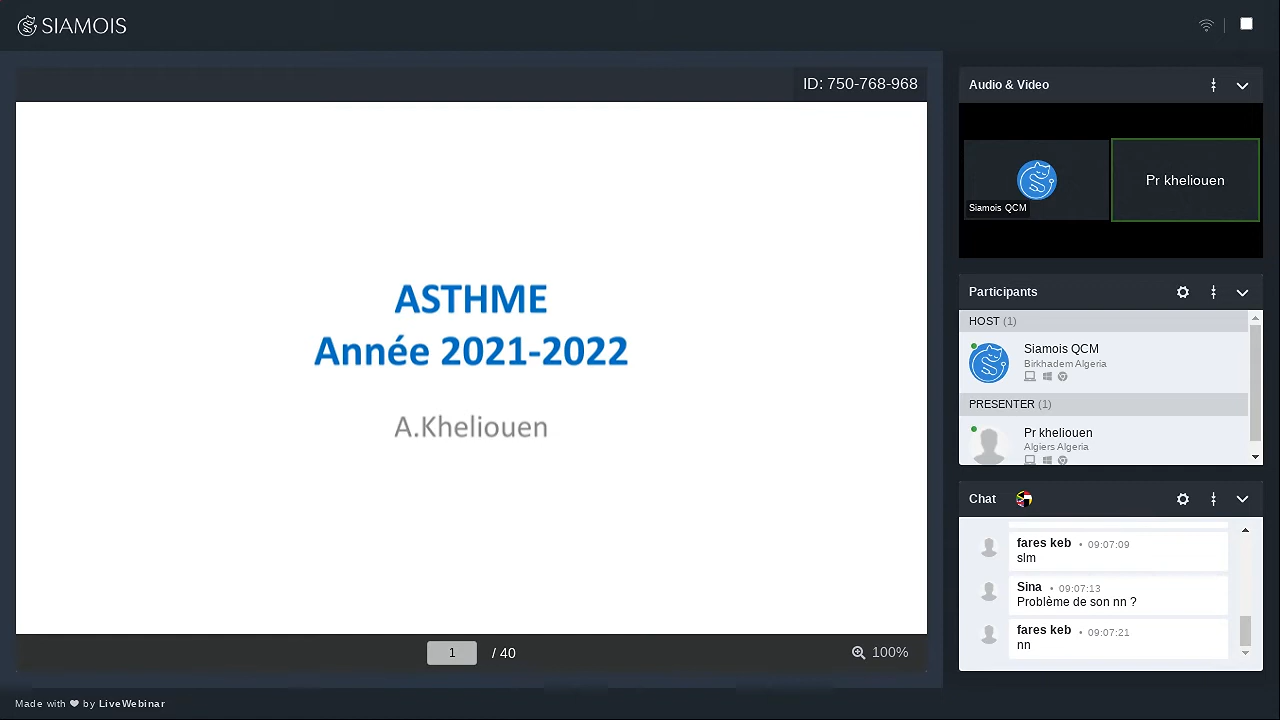 SIAMOIS
ID: 750-768-968
ASTHME
Année 2021-2022
A.Kheliouen
1 / 40
100%
Made with ❤ by LiveWebinar
Audio & Video
Siamois QCM
Pr kheliouen
Participants
HOST (1)
Siamois QCM
Birkhadem Algeria
PRESENTER (1)
Pr kheliouen
Algiers Algeria
Chat
fares keb • 09:07:09
slm
Sina • 09:07:13
Problème de son nn ?
fares keb • 09:07:21
nn